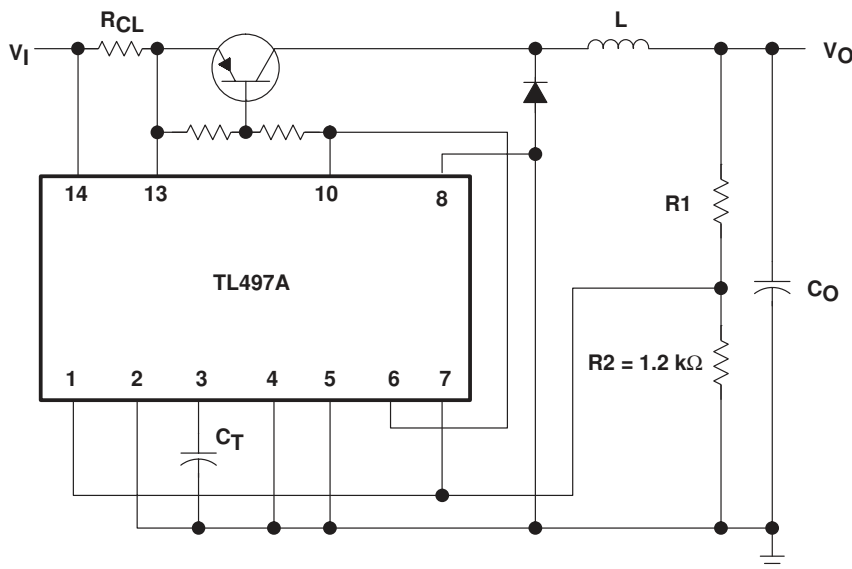 RCL
L
VI
VO
14 13 10 8
R1
TL497A
CO
R2 = 1.2 kΩ
1 2 3 4 5 6 7
CT